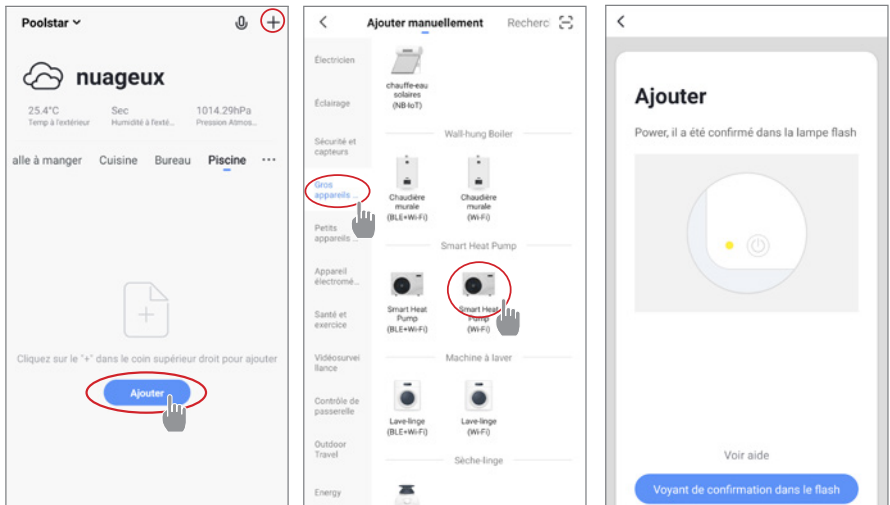 Poolstar
nuageux
25.4°C
Temp à l'extérieur
Sec
Humidité à l'exté...
1014.29hPa
Pression Atmos...
alle à manger
Cuisine
Bureau
Piscine
...
Cliquez sur le "+" dans le coin supérieur droit pour ajouter
Ajouter
Ajouter manuellement
Recherc
Électricien
Éclairage
Sécurité et
capteurs
Gros
appareils ...
Petits
appareils ...
Appareil
électromé...
Santé et
exercice
Vidéosurvei
llance
Contrôle de
passerelle
Outdoor
Travel
Energy
chauffe-eau
solaires
(NB-IoT)
Wall-hung Boiler
Chaudière
murale
(BLE+Wi-Fi)
Chaudière
murale
(Wi-Fi)
Smart Heat Pump
Smart Heat
Pump
(BLE+Wi-Fi)
Smart Heat
Pump
(Wi-Fi)
Machine à laver
Lave-linge
(BLE+Wi-Fi)
Lave-linge
(Wi-Fi)
Sèche-linge
Ajouter
Power, il a été confirmé dans la lampe flash
Voir aide
Voyant de confirmation dans le flash